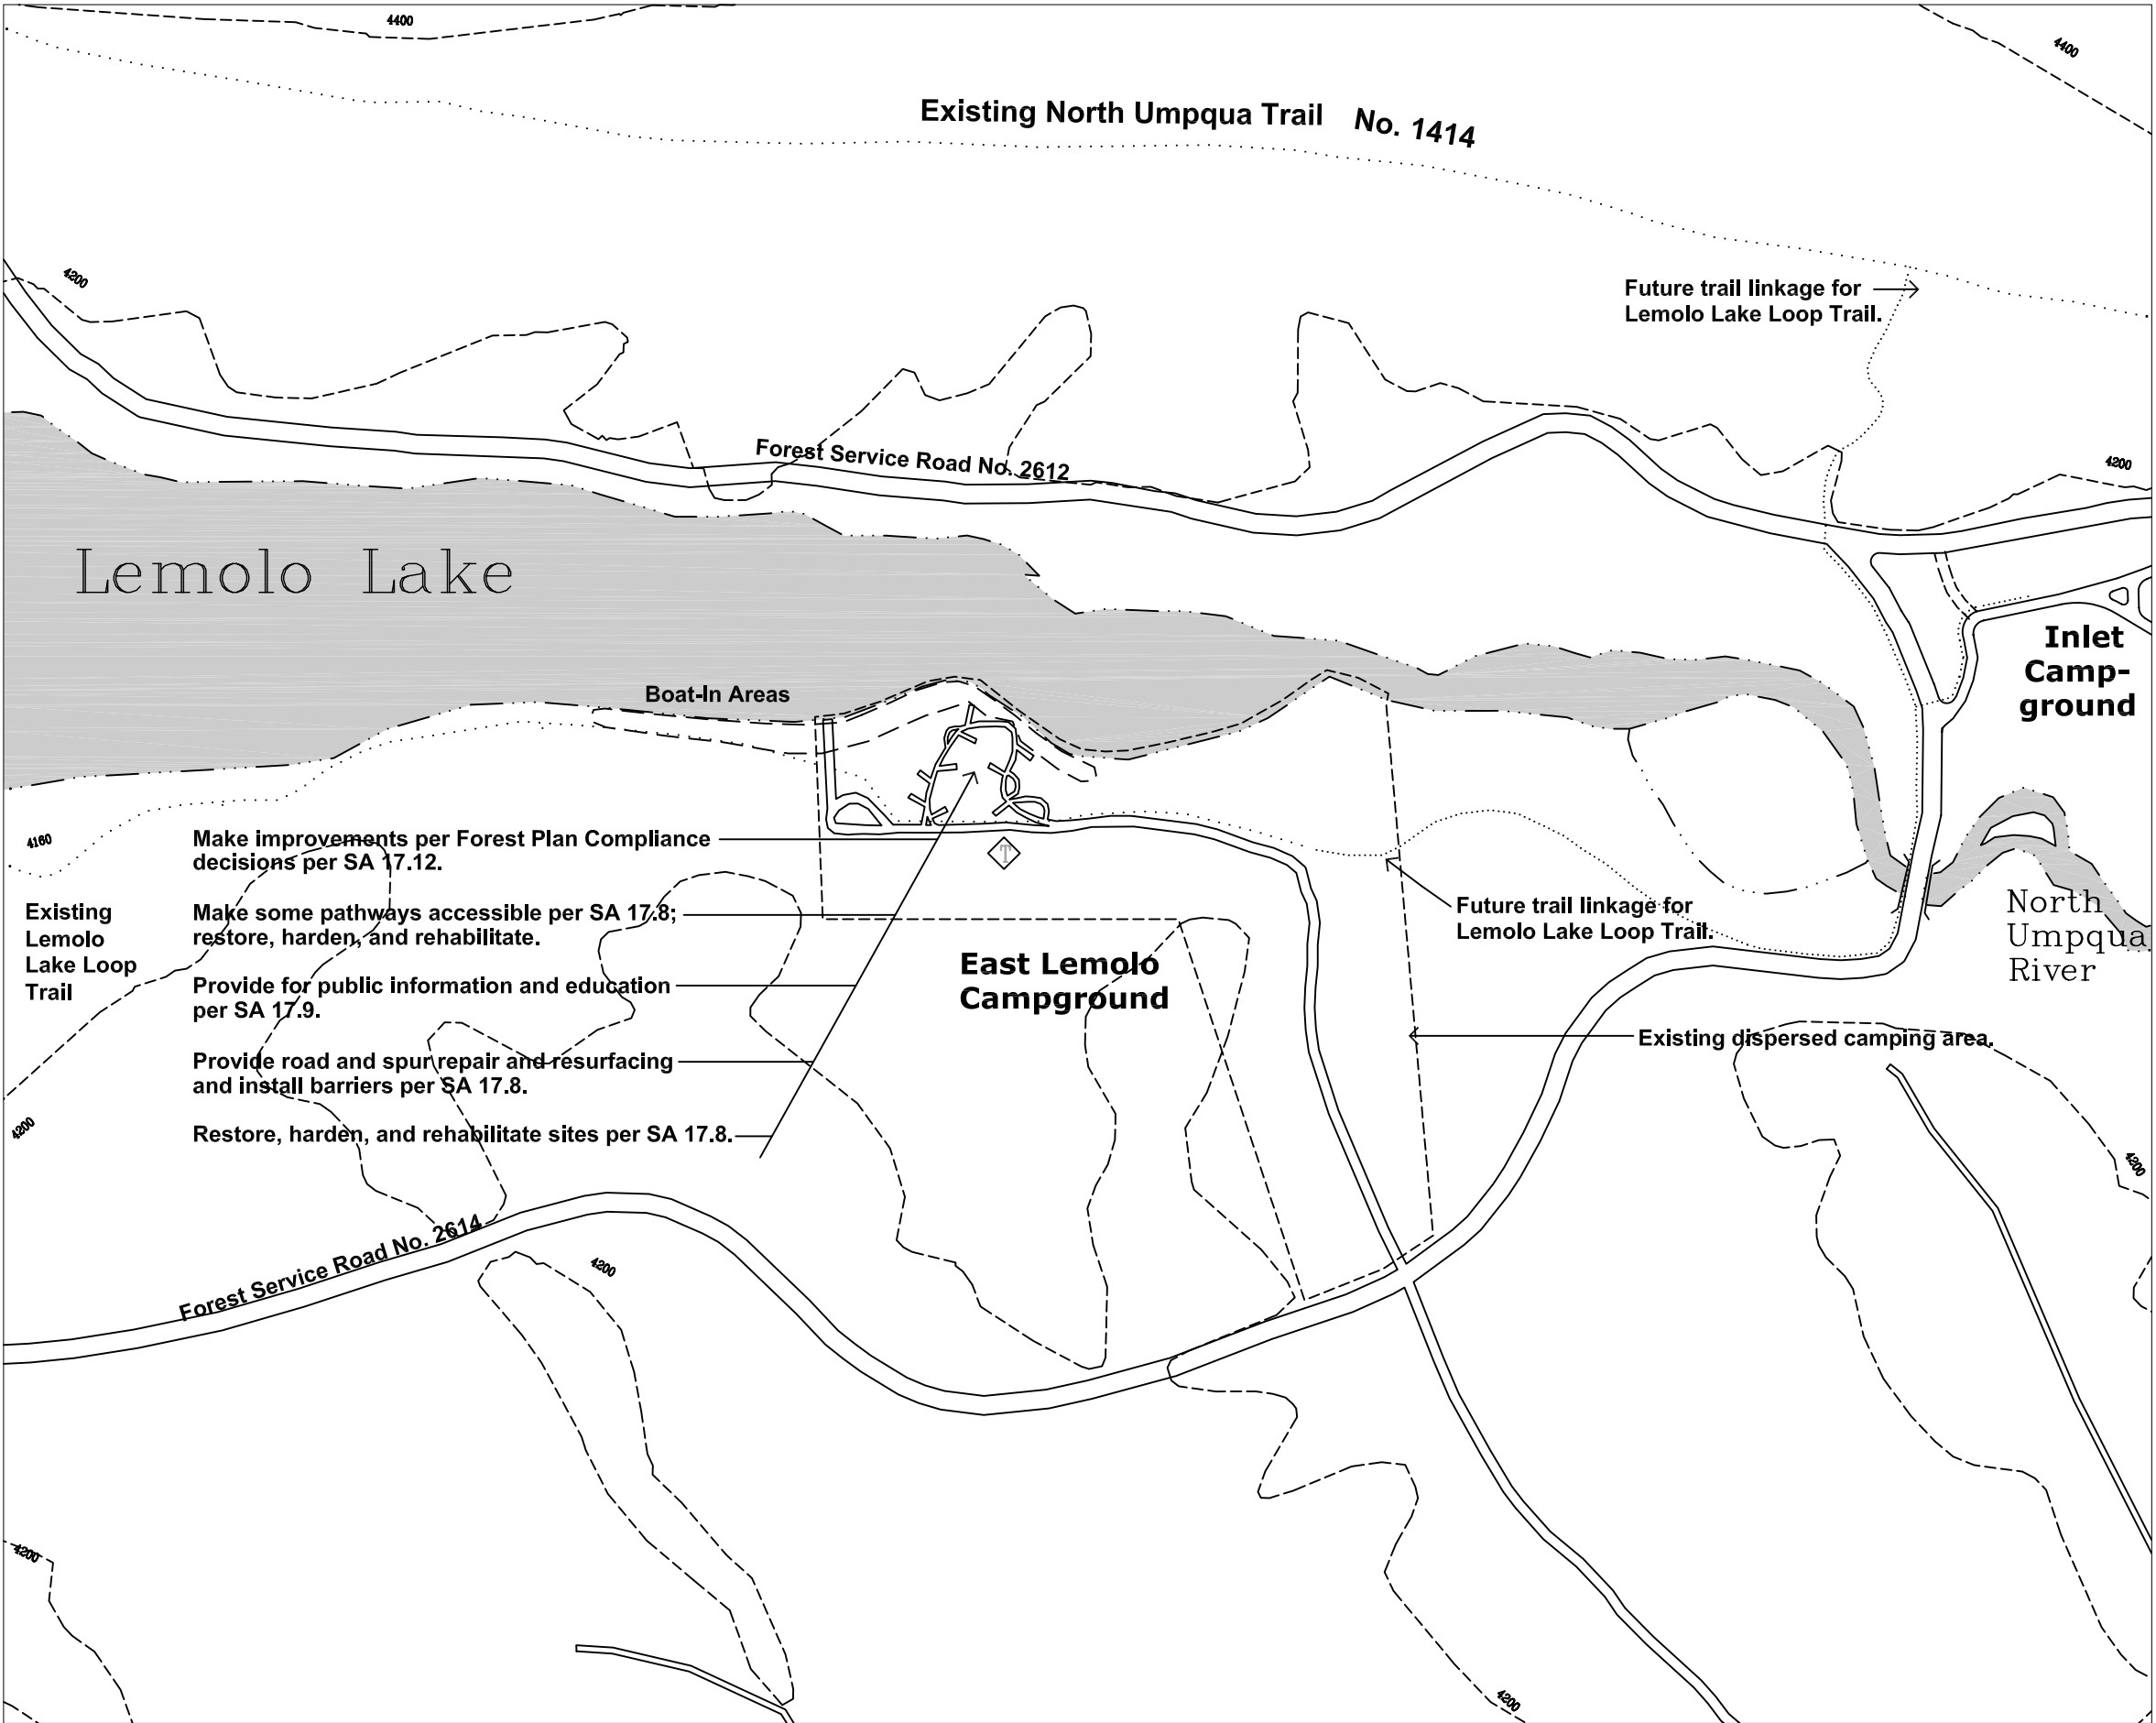 4400
4400
Existing North Umpqua Trail No. 1414
4200
Future trail linkage for
Lemolo Lake Loop Trail.
Forest Service Road No. 2612
4200
Lemolo Lake
Inlet
Camp-
ground
Boat-In Areas
4160
Make improvements per Forest Plan Compliance
decisions per SA 17.12.
T
Existing
Lemolo
Lake Loop
Trail
Make some pathways accessible per SA 17.8;
restore, harden, and rehabilitate.
Future trail linkage for
Lemolo Lake Loop Trail.
North
Umpqua
River
East Lemolo
Campground
Provide for public information and education
per SA 17.9.
Existing dispersed camping area.
Provide road and spur repair and resurfacing
and install barriers per SA 17.8.
4200
Restore, harden, and rehabilitate sites per SA 17.8.
4200
Forest Service Road No. 2614
4200
4200
4200